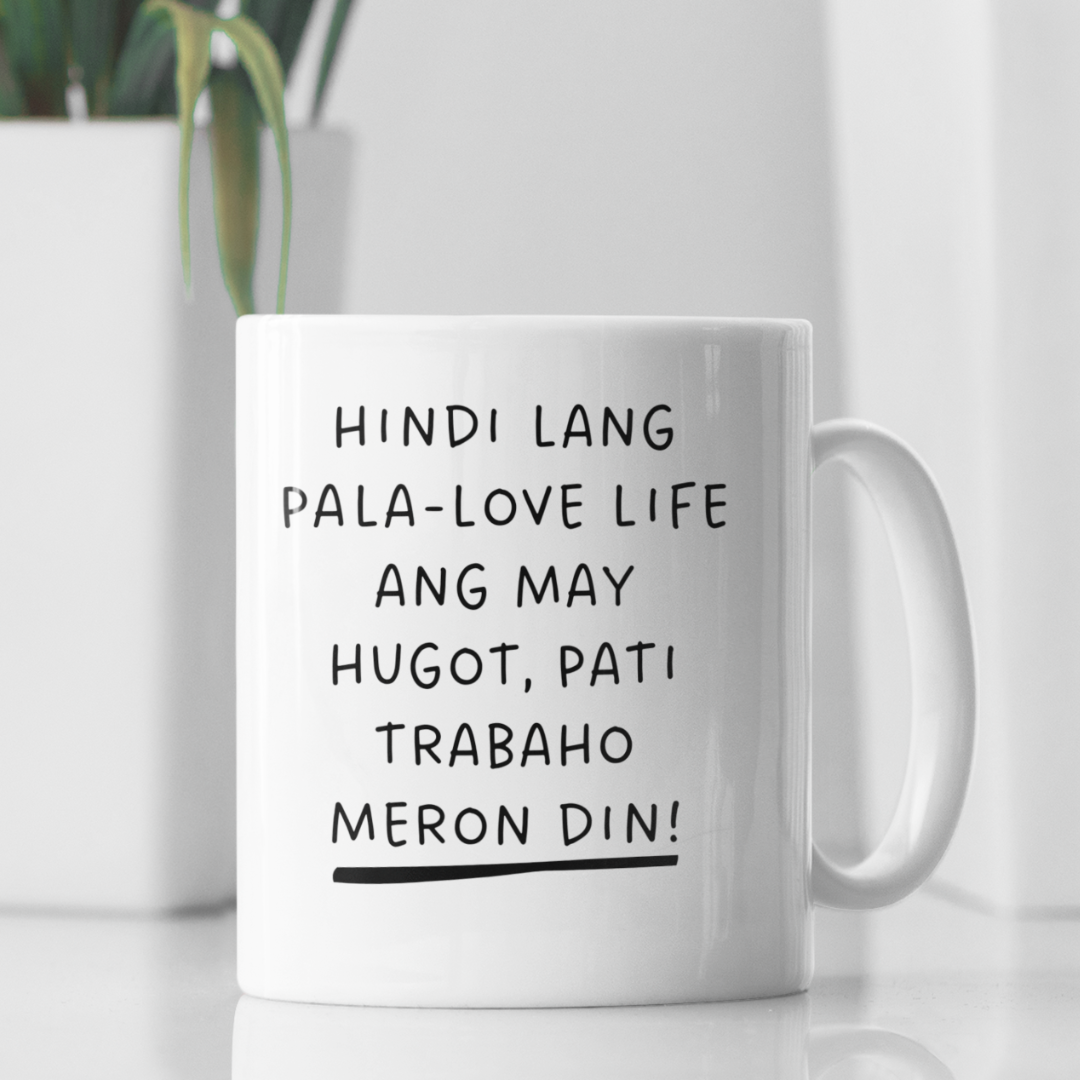 HINDI LANG
PALA-LOVE LIFE
ANG MAY
HUGOT, PATI
TRABAHO
MERON DIN!